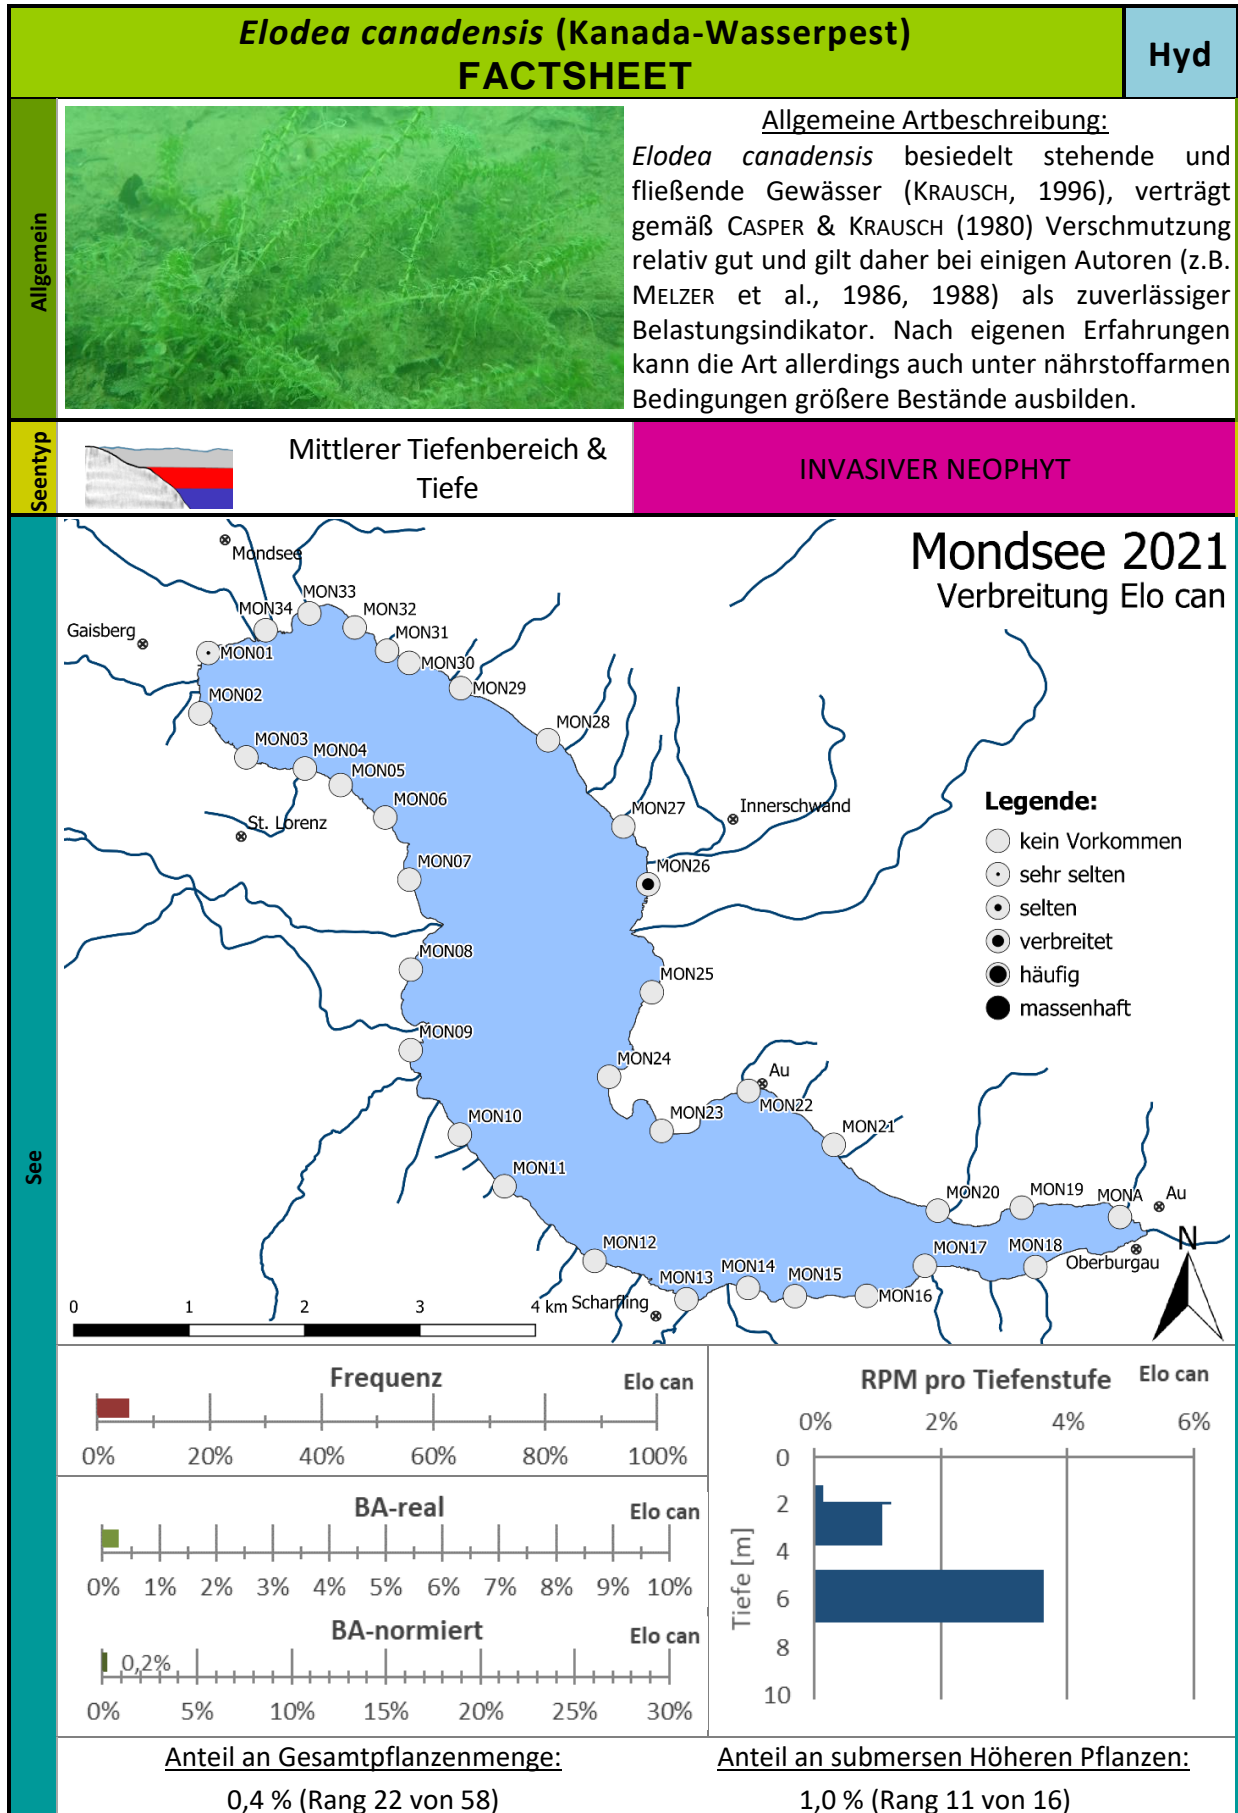 Elodea canadensis (Kanada-Wasserpest)
FACTSHEET
Hyd
Allgemein
Allgemeine Artbeschreibung:
Elodea canadensis besiedelt stehende und
fließende Gewässer (KRAUSCH, 1996), verträgt
gemäß CASPER & KRAUSCH (1980) Verschmutzung
relativ gut und gilt daher bei einigen Autoren (z.B.
MELZER et al., 1986, 1988) als zuverlässiger
Belastungsindikator. Nach eigenen Erfahrungen
kann die Art allerdings auch unter nährstoffarmen
Bedingungen größere Bestände ausbilden.
Seentyp
Mittlerer Tiefenbereich &
Tiefe
INVASIVER NEOPHYT
See
Mondsee 2021
Verbreitung Elo can
Mondsee
MON33
MON34
MON32
Gaisberg
MON31
MON01
MON30
MON29
MON02
MON28
MON03
MON04
MON05
MON06
MON27
Innerschwand
St. Lorenz
MON07
MON26
Legende:
kein Vorkommen
sehr selten
selten
verbreitet
häufig
massenhaft
MON08
MON25
MON09
MON24
Au
MON22
MON23
MON10
MON21
MON11
MON20
MON19
MONA
Au
N
MON12
MON17
MON18
Oberburgau
MON13
MON14
MON15
MON16
Scharfling
0 1 2 3 4 km
Frequenz
Elo can
0% 20% 40% 60% 80% 100%
BA-real
Elo can
0% 1% 2% 3% 4% 5% 6% 7% 8% 9% 10%
BA-normiert
Elo can
0,2%
0% 5% 10% 15% 20% 25% 30%
RPM pro Tiefenstufe
Elo can
0% 2% 4% 6%
Tiefe [m]
0
2
4
6
8
10
Anteil an Gesamtpflanzenmenge:
0,4 % (Rang 22 von 58)
Anteil an submersen Höheren Pflanzen:
1,0 % (Rang 11 von 16)